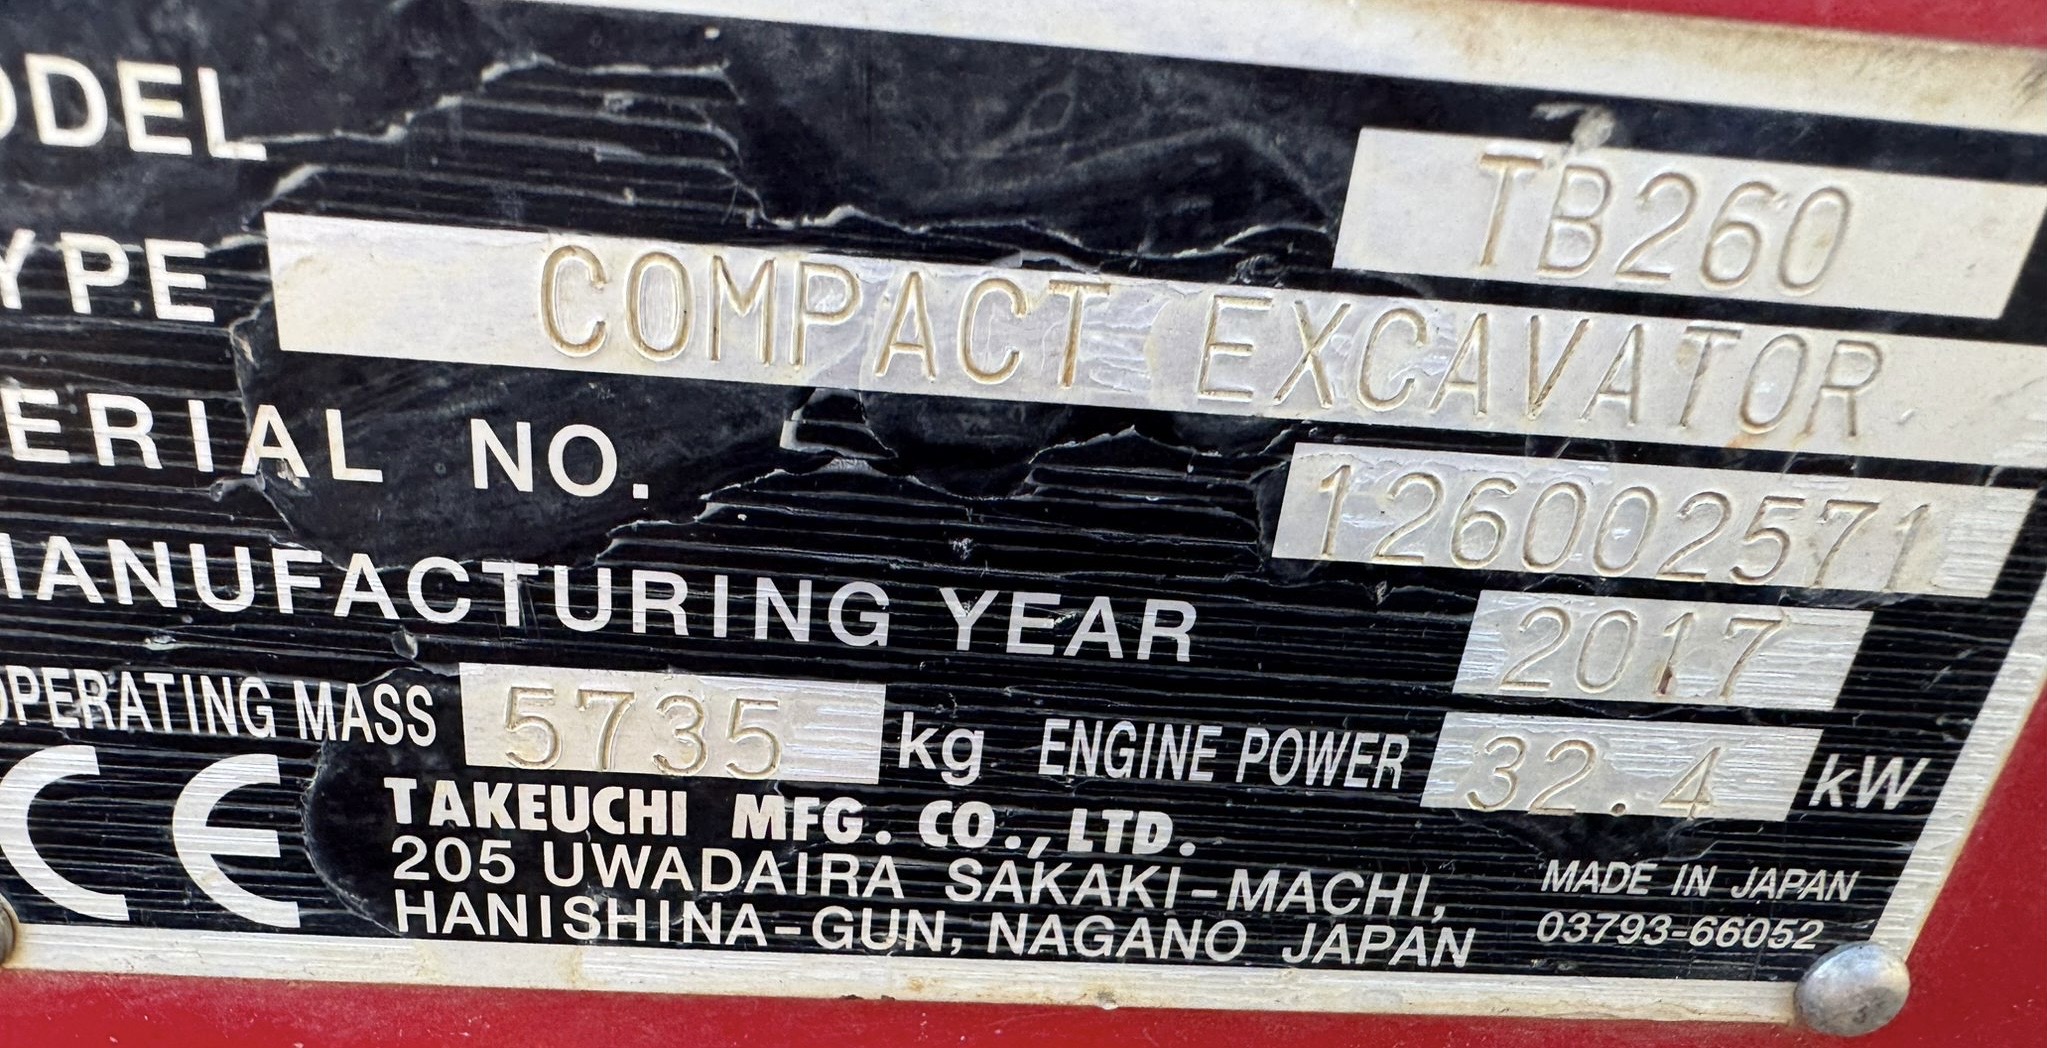 ODEL TB260
YPE COMPACT EXCAVATOR
ERIAL NO. 126002571
MANUFACTURING YEAR 2017
OPERATING MASS 5735 kg ENGINE POWER 32.4 kW
CE
TAKEUCHI MFG. CO., LTD.
205 UWADAIRA SAKAKI-MACHI,
HANISHINA-GUN, NAGANO JAPAN
MADE IN JAPAN
03793-66052